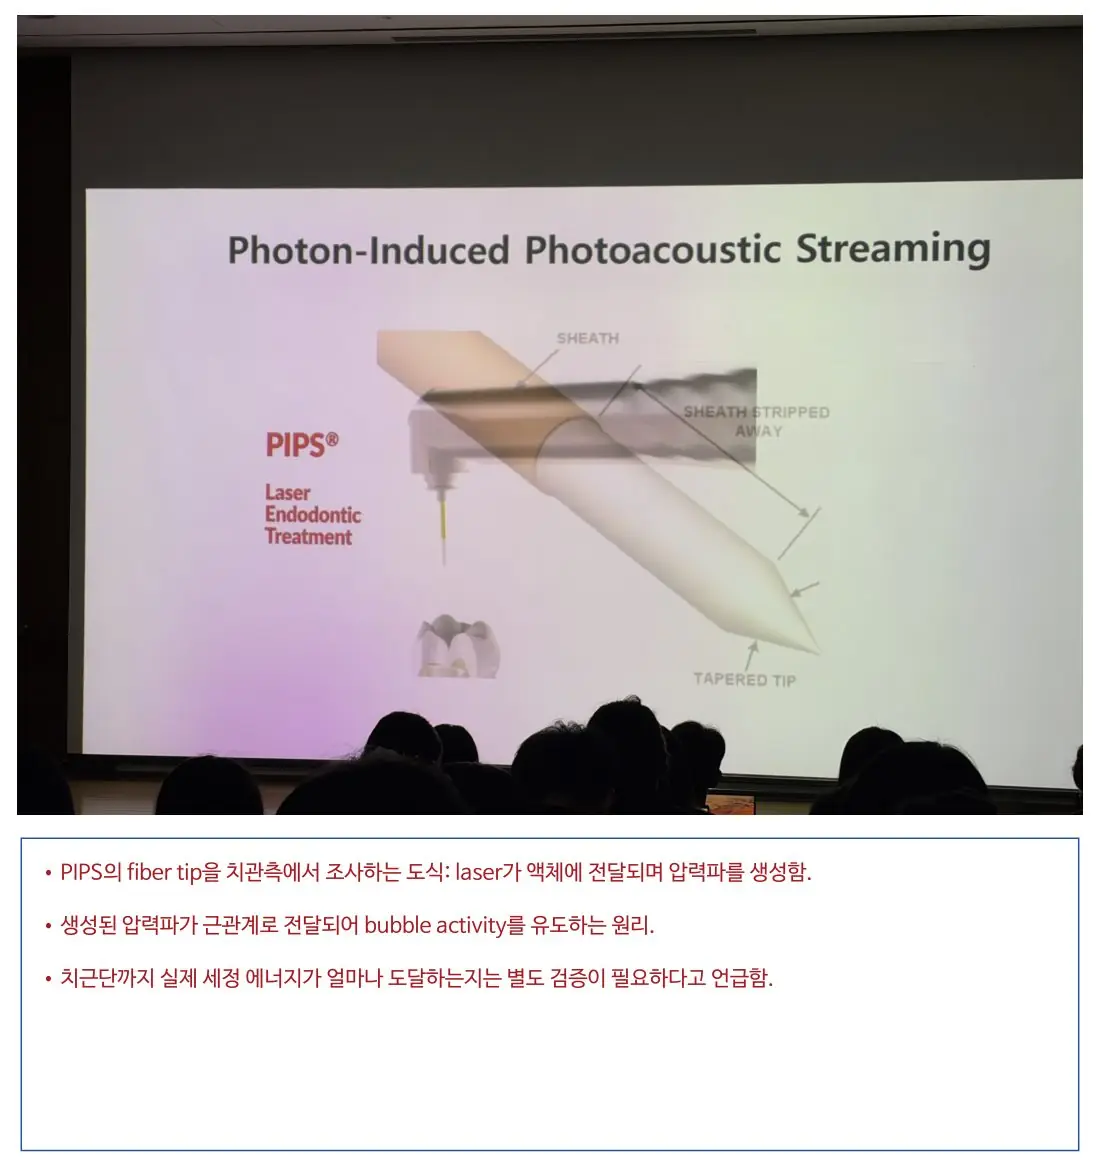 Photon-Induced Photoacoustic Streaming
SHEATH
SHEATH STRIPPED
AWAY
PIPS®
Laser
Endodontic
Treatment
TAPERED TIP
• PIPS의 fiber tip을 치관측에서 조사하는 도식: laser가 액체에 전달되며 압력파를 생성함.
• 생성된 압력파가 근관계로 전달되어 bubble activity를 유도하는 원리.
• 치근단까지 실제 세정 에너지가 얼마나 도달하는지는 별도 검증이 필요하다고 언급함.